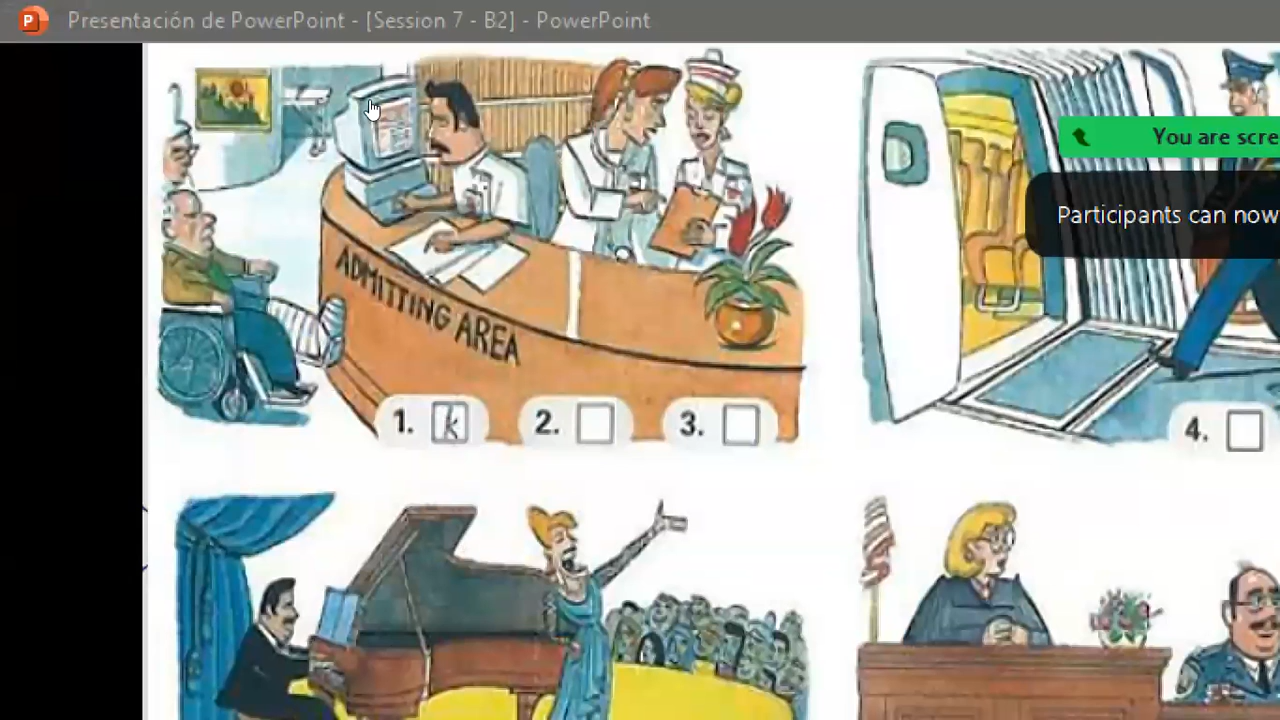 P Presentación de PowerPoint - [Session 7 - B2] - PowerPoint
You are scre
Participants can now
ADMITTING AREA
1. k 2. 3. 4.